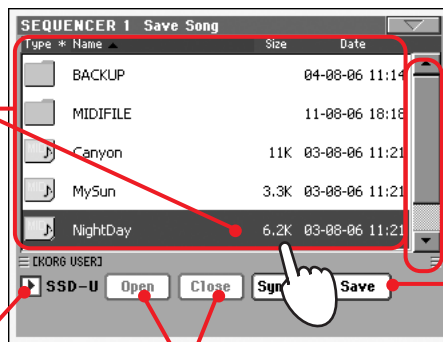 SEQUENCER 1 Save Song
Type * Name Size Date
BACKUP 04-08-06 11:14
MIDIFILE 11-08-06 18:18
Canyon 11K 03-08-06 11:21
MySun 3.3K 03-08-06 11:21
NightDay 6.2K 03-08-06 11:21
[KORG USER]
SSD-U Open Close Save